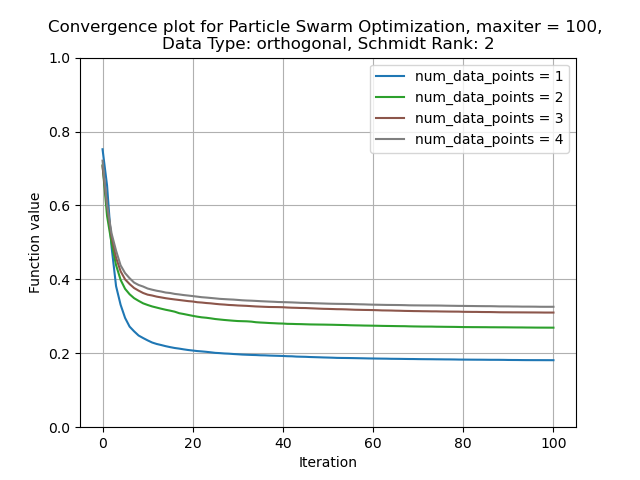 Convergence plot for Particle Swarm Optimization, maxiter = 100,
Data Type: orthogonal, Schmidt Rank: 2
num_data_points = 1
num_data_points = 2
num_data_points = 3
num_data_points = 4
Function value
1.0
0.8
0.6
0.4
0.2
0.0
0 20 40 60 80 100
Iteration